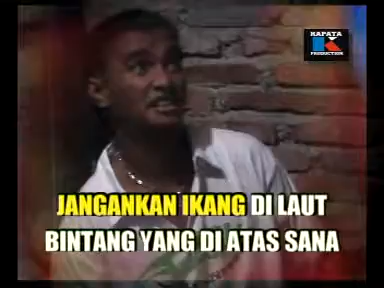 KAPATA
K
PRODUCTION
JANGANKAN IKANG DI LAUT
BINTANG YANG DI ATAS SANA